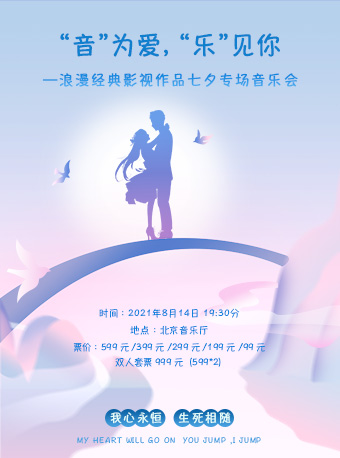 “音”为爱,“乐”见你
—浪漫经典影视作品七夕专场音乐会
时间：2021年8月14日 19:30分
地点：北京音乐厅
票价：599元/399元/299元/199元/99元
双人套票 999元 (599*2)
我心永恒 生死相随
MY HEART WILL GO ON YOU JUMP ,I JUMP